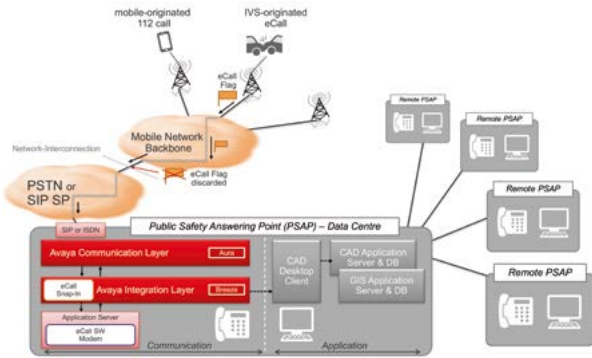 mobile-originated
112 call
IVS-originated
eCall
eCall
Flag
Mobile Network
Backbone
Network-Interconnection
eCall Flag
discarded
PSTN or
SIP SP
Remote PSAP
Remote PSAP
Remote PSAP
Remote PSAP
SIP or ISDN
Public Safety Answering Point (PSAP) – Data Centre
Avaya Communication Layer
Aura
eCall
Snap-In
Avaya Integration Layer
Breeze
Application Server
eCall SW
Modem
CAD
Desktop
Client
CAD Application
Server & DB
GIS Application
Server & DB
Communication
Application